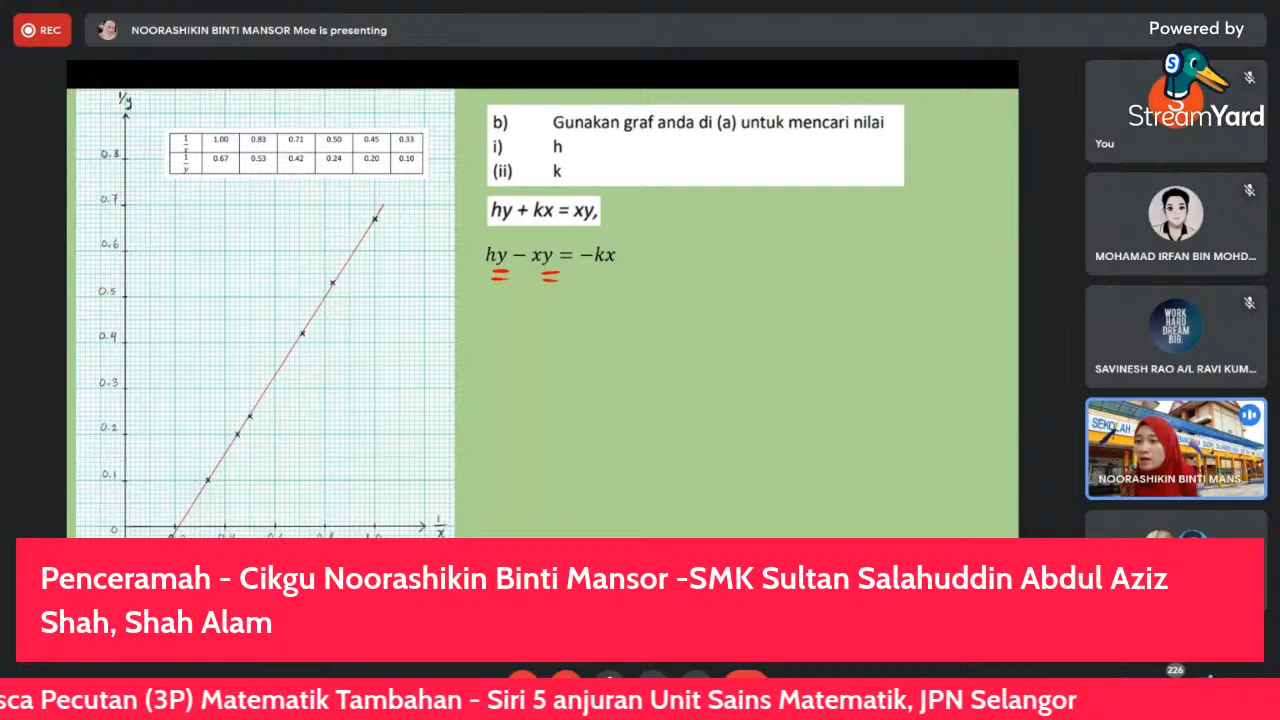 REC
NOORASHIKIN BINTI MANSOR Moe is presenting
Powered by
S
StreamYard
You
MOHAMAD IRFAN BIN MOHD...
WORK
HARD
DREAM
BIG.
SAVINESH RAO A/L RAVI KUM...
SEKOLAH
NOORASHIKIN BINTI MANS...
1/y
1/x 1.00 0.83 0.71 0.50 0.45 0.33
1/y 0.67 0.53 0.42 0.24 0.20 0.10
0.8
0.7
0.6
0.5
0.4
0.3
0.2
0.1
0
1/x
b) Gunakan graf anda di (a) untuk mencari nilai
i) h
(ii) k
hy + kx = xy,
hy − xy = −kx
Penceramah - Cikgu Noorashikin Binti Mansor -SMK Sultan Salahuddin Abdul Aziz
Shah, Shah Alam
226
sca Pecutan (3P) Matematik Tambahan - Siri 5 anjuran Unit Sains Matematik, JPN Selangor